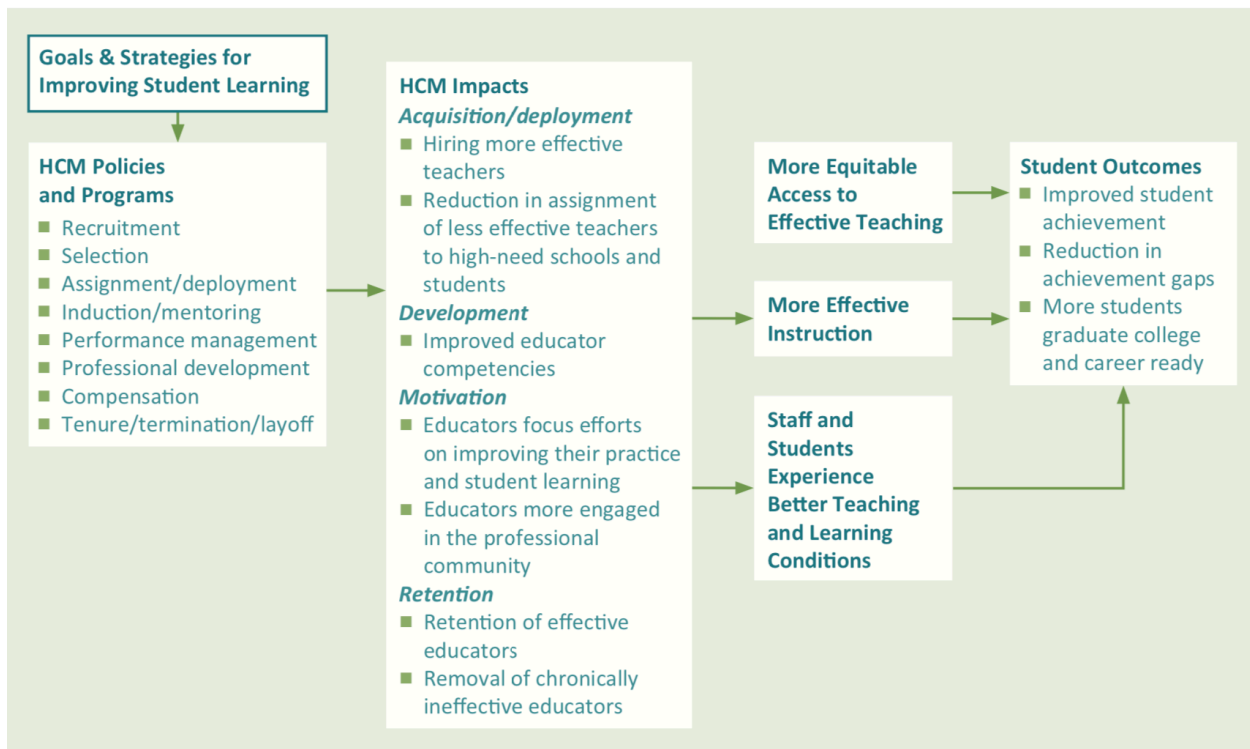 Goals & Strategies for
Improving Student Learning
HCM Policies
and Programs
Recruitment
Selection
Assignment/deployment
Induction/mentoring
Performance management
Professional development
Compensation
Tenure/termination/layoff
HCM Impacts
Acquisition/deployment
Hiring more effective
teachers
Reduction in assignment
of less effective teachers
to high-need schools and
students
Development
Improved educator
competencies
Motivation
Educators focus efforts
on improving their practice
and student learning
Educators more engaged
in the professional
community
Retention
Retention of effective
educators
Removal of chronically
ineffective educators
More Equitable
Access to
Effective Teaching
More Effective
Instruction
Staff and
Students
Experience
Better Teaching
and Learning
Conditions
Student Outcomes
Improved student
achievement
Reduction in
achievement gaps
More students
graduate college
and career ready